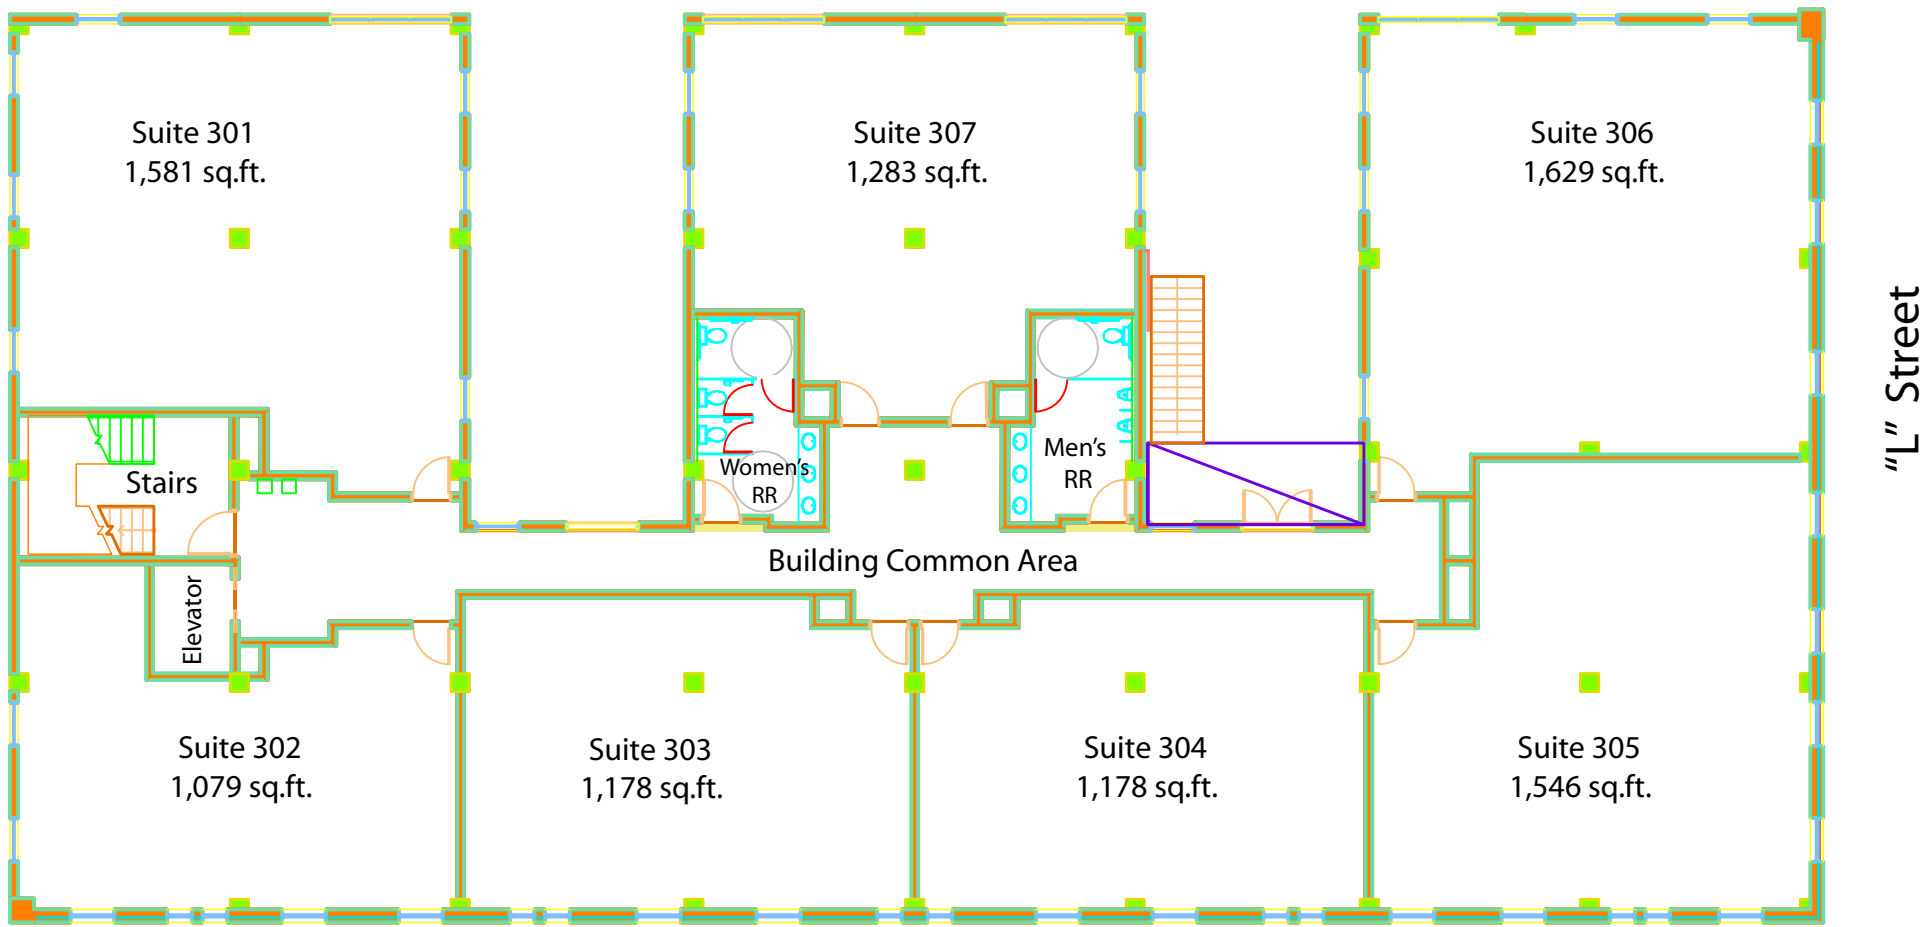 Suite 301
1,581 sq.ft.
Suite 307
1,283 sq.ft.
Suite 306
1,629 sq.ft.
"L" Street
Stairs
Women's
RR
Men's
RR
Building Common Area
Elevator
Suite 302
1,079 sq.ft.
Suite 303
1,178 sq.ft.
Suite 304
1,178 sq.ft.
Suite 305
1,546 sq.ft.